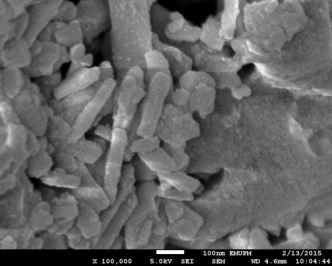 100nm EMUPM 2/13/2015
X 100,000 5.0kV SEI SEM WD 4.6mm 10:04:44